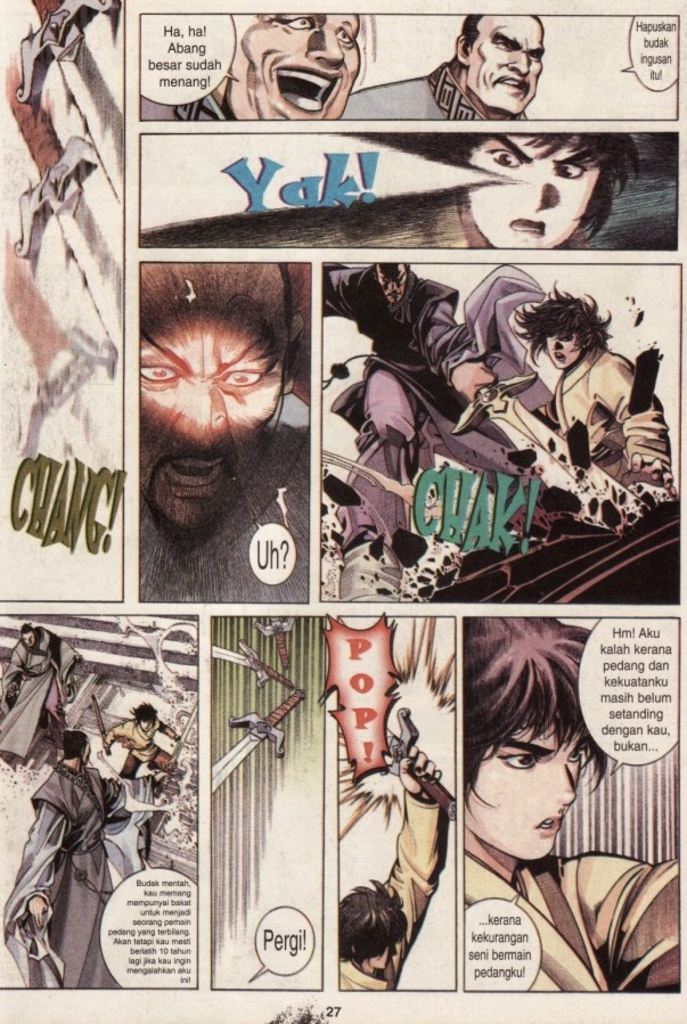 Ha, ha!
Abang
besar sudah
menang!
Hapuskan
budak
ingusan
itu!
Yak!
CHANG!
Uh?
CHAK!
Budak mentah,
kau memang
mempunyai bakat
untuk menjadi
seorang pemain
pedang yang terbilang.
Akan tetapi kau mesti
berlatih 10 tahun
lagi jika kau ingin
mengalahkan aku
ini!
Pergi!
POP!
Hm! Aku
kalah kerana
pedang dan
kekuatanku
masih belum
setanding
dengan kau,
bukan...
...kerana
kekurangan
seni bermain
pedangku!
27